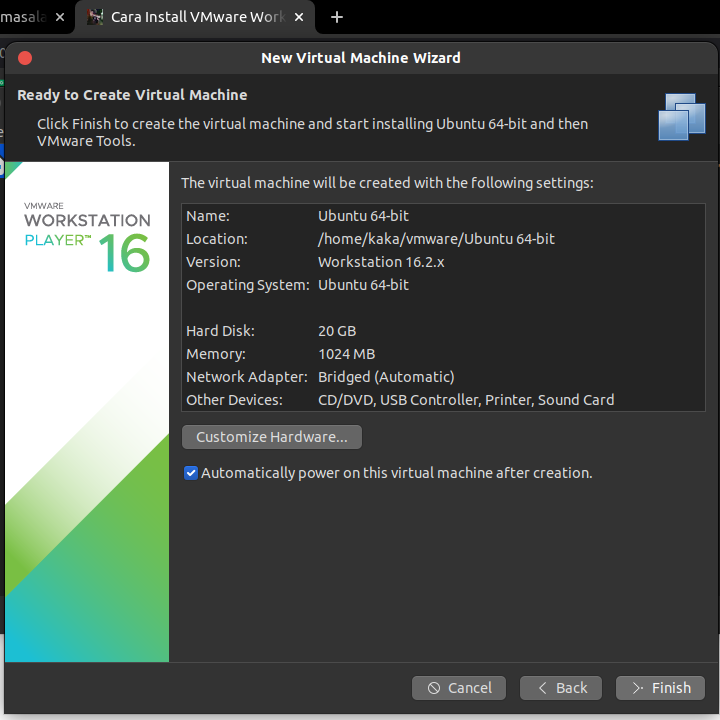 masala
Cara Install VMware Work
New Virtual Machine Wizard
Ready to Create Virtual Machine
Click Finish to create the virtual machine and start installing Ubuntu 64-bit and then
VMware Tools.
VMWARE
WORKSTATION
PLAYER™ 16
The virtual machine will be created with the following settings:
Name: Ubuntu 64-bit
Location: /home/kaka/vmware/Ubuntu 64-bit
Version: Workstation 16.2.x
Operating System: Ubuntu 64-bit
Hard Disk: 20 GB
Memory: 1024 MB
Network Adapter: Bridged (Automatic)
Other Devices: CD/DVD, USB Controller, Printer, Sound Card
Customize Hardware...
Automatically power on this virtual machine after creation.
Cancel
Back
Finish